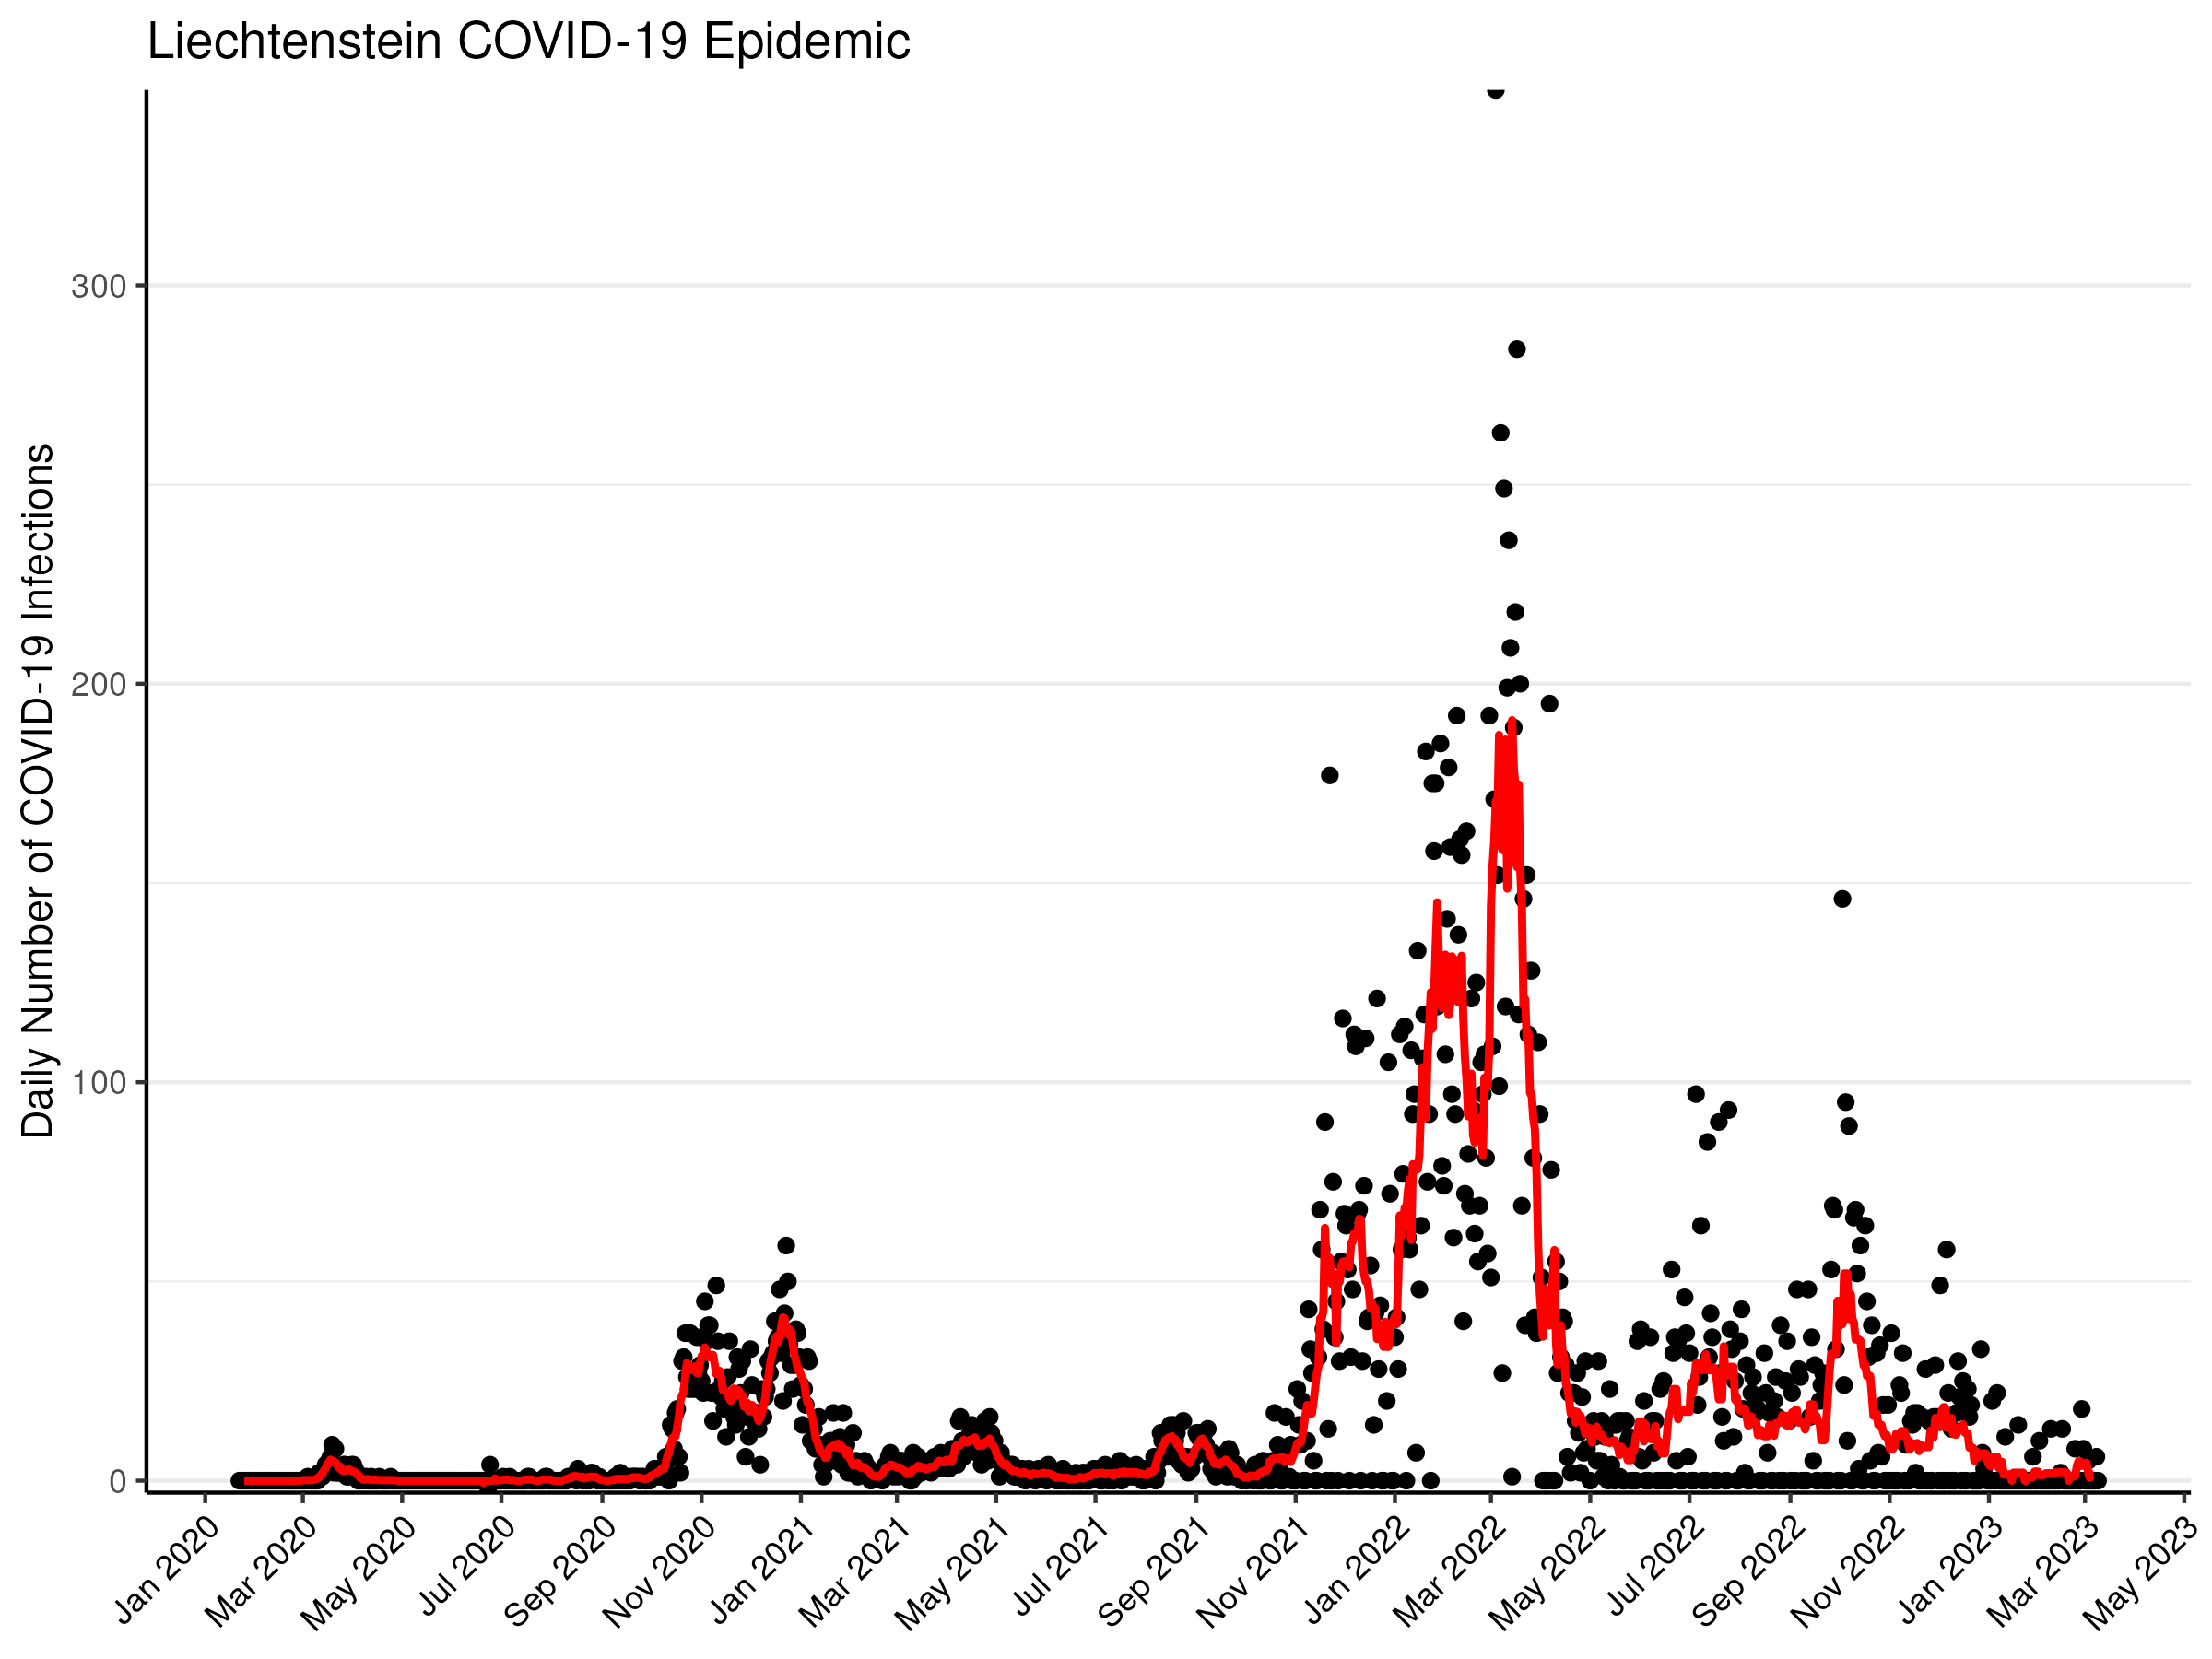 Liechtenstein COVID-19 Epidemic
Daily Number of COVID-19 Infections
300
200
100
0
Jan 2020
Mar 2020
May 2020
Jul 2020
Sep 2020
Nov 2020
Jan 2021
Mar 2021
May 2021
Jul 2021
Sep 2021
Nov 2021
Jan 2022
Mar 2022
May 2022
Jul 2022
Sep 2022
Nov 2022
Jan 2023
Mar 2023
May 2023